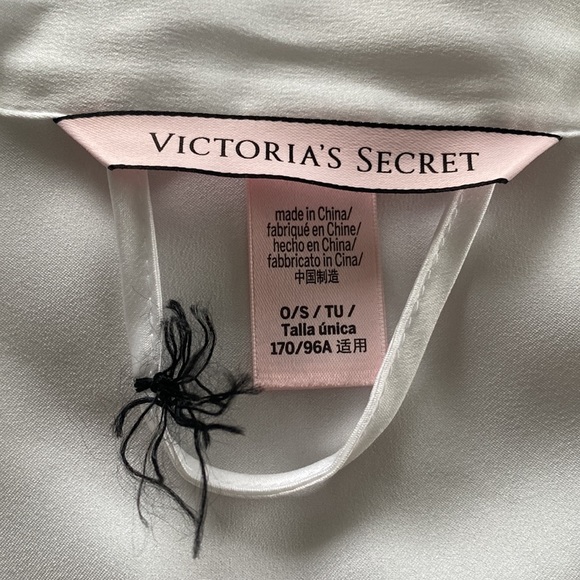 VICTORIA'S SECRET
made in China/
fabriqué en Chine/
hecho en China/
fabbricato in Cina/
中国制造
O/S / TU /
Talla única
170/96A 适用